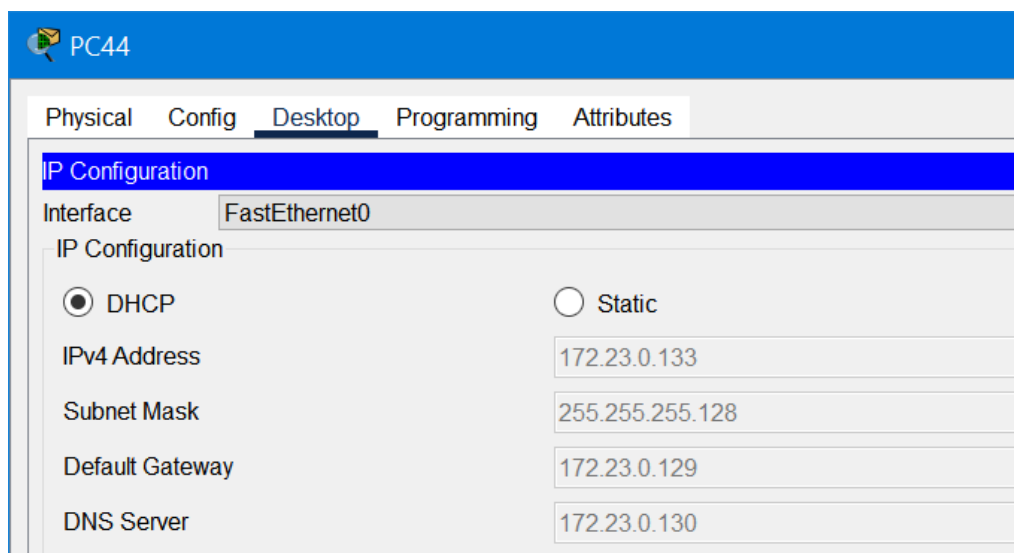 PC44
Physical Config Desktop Programming Attributes
IP Configuration
Interface FastEthernet0
IP Configuration
DHCP Static
IPv4 Address 172.23.0.133
Subnet Mask 255.255.255.128
Default Gateway 172.23.0.129
DNS Server 172.23.0.130